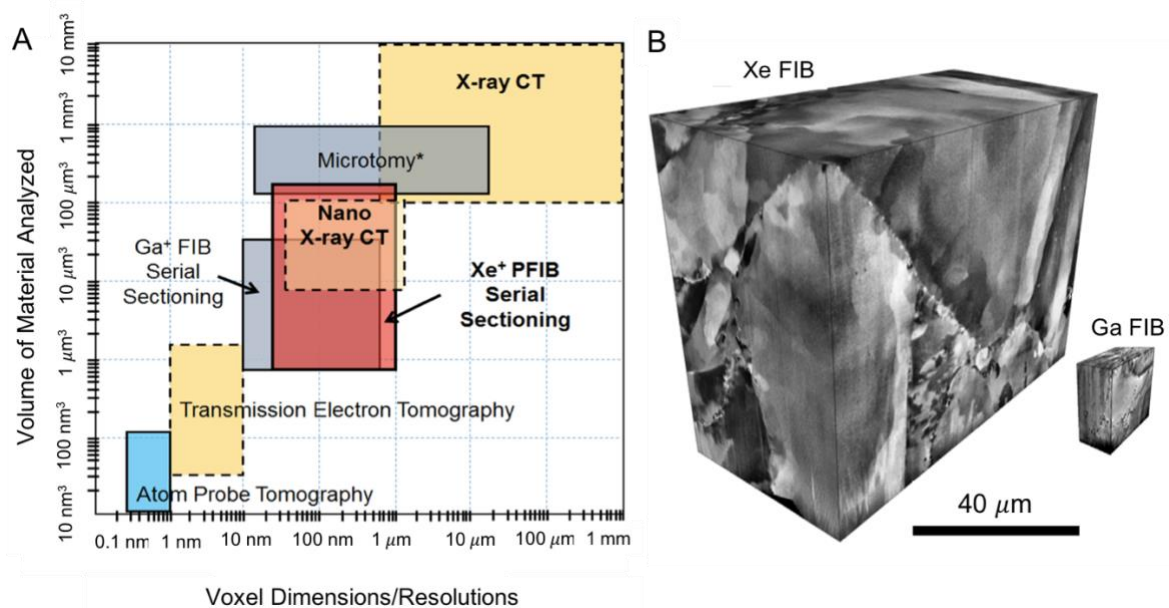 A
Volume of Material Analyzed
10 mm³
1 mm³
100 µm³
10 µm³
1 µm³
100 nm³
10 nm³
X-ray CT
Microtomy*
Nano
X-ray CT
Ga⁺ FIB
Serial
Sectioning
Xe⁺ PFIB
Serial
Sectioning
Transmission Electron Tomography
Atom Probe Tomography
0.1 nm
1 nm
10 nm
100 nm
1 µm
10 µm
100 µm
1 mm
Voxel Dimensions/Resolutions
B
Xe FIB
Ga FIB
40 µm